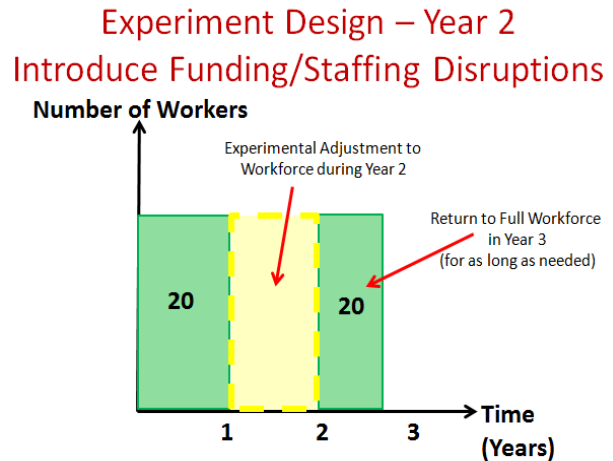 Experiment Design – Year 2
Introduce Funding/Staffing Disruptions
Number of Workers
Experimental Adjustment to
Workforce during Year 2
Return to Full Workforce
in Year 3
(for as long as needed)
20
20
1
2
3
Time
(Years)